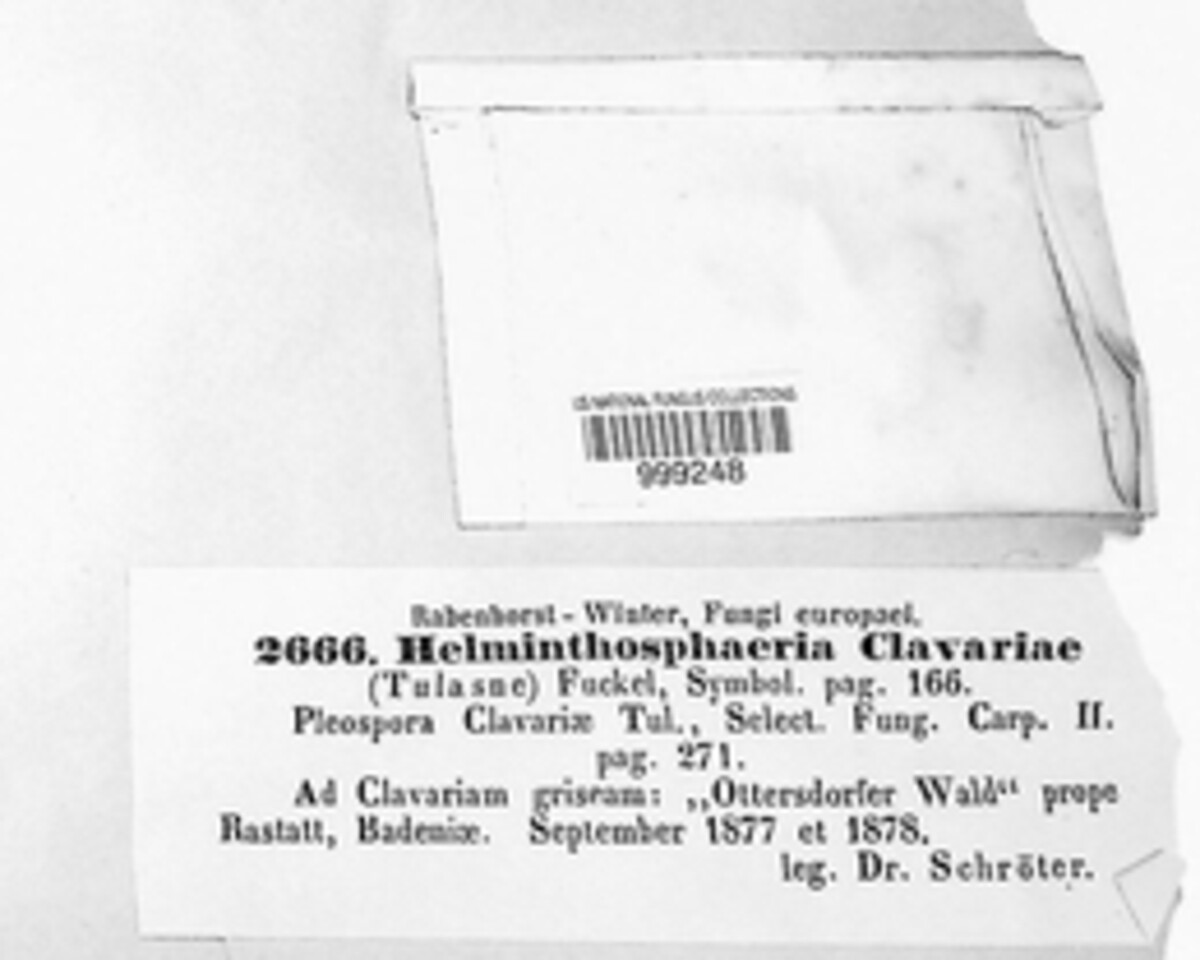 US NATIONAL FUNGUS COLLECTIONS
999248
Rabenhorst - Winter, Fungi europaei.
2666. Helminthosphaeria Clavariae
(Tulasne) Fuckel, Symbol. pag. 166.
Pleospora Clavariæ Tul., Select. Fung. Carp. II.
pag. 271.
Ad Clavariam griseam: „Ottersdorfer Wald“ prope
Rastatt, Badeniæ. September 1877 et 1878.
leg. Dr. Schröter.